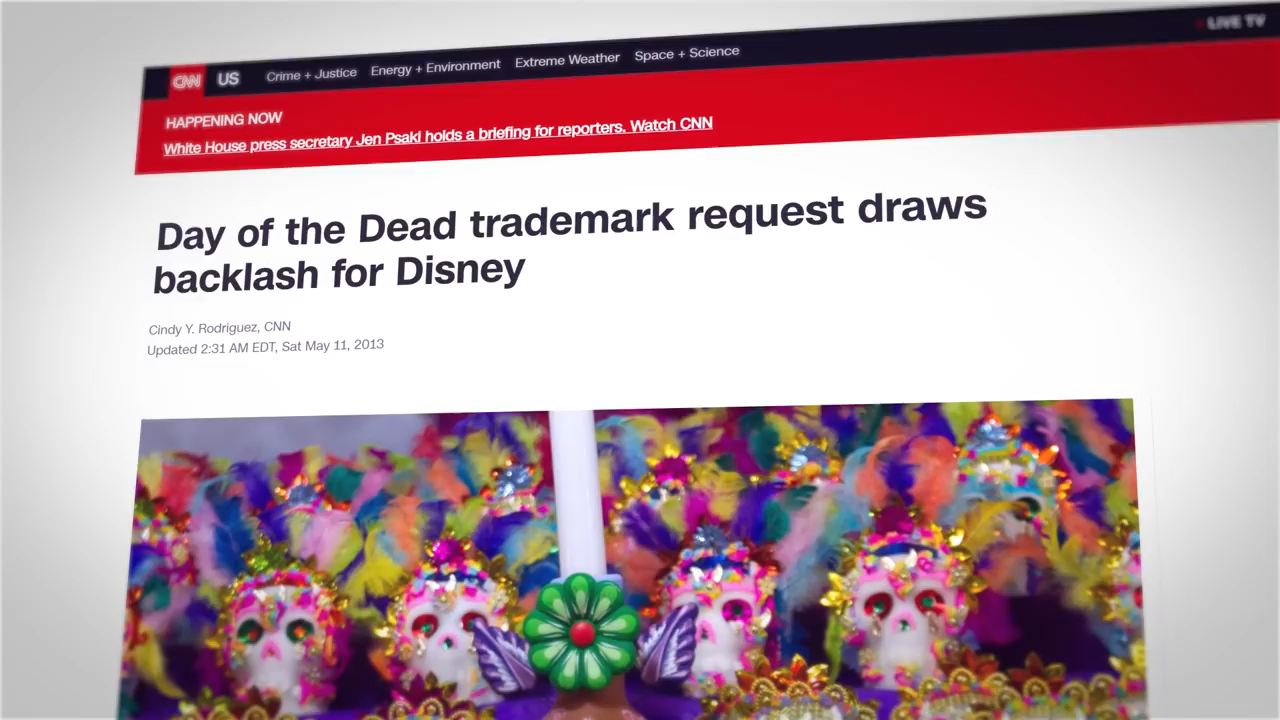 CNN US Crime + Justice Energy + Environment Extreme Weather Space + Science LIVE TV
HAPPENING NOW
White House press secretary Jen Psaki holds a briefing for reporters. Watch CNN
Day of the Dead trademark request draws
backlash for Disney
Cindy Y. Rodriguez, CNN
Updated 2:31 AM EDT, Sat May 11, 2013